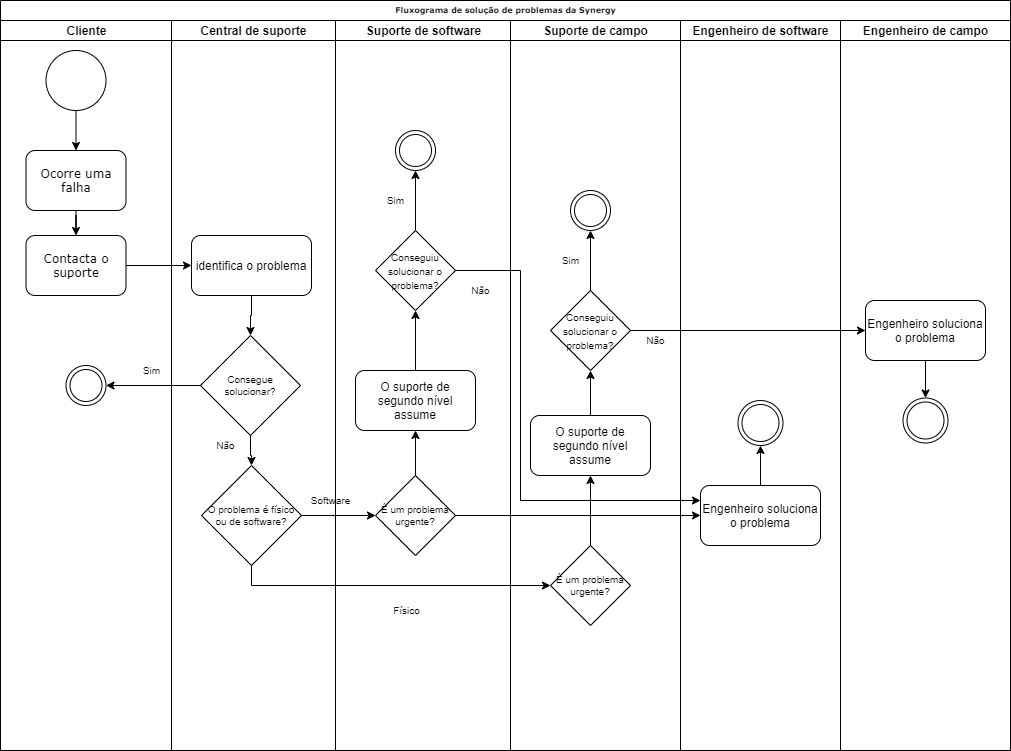 Fluxograma de solução de problemas da Synergy
Cliente
Central de suporte
Suporte de software
Suporte de campo
Engenheiro de software
Engenheiro de campo
Ocorre uma
falha
Contacta o
suporte
identifica o problema
Consegue
solucionar?
Sim
Não
O problema é físico
ou de software?
Software
Físico
É um problema
urgente?
O suporte de
segundo nível
assume
Conseguiu
solucionar o
problema?
Sim
Não
É um problema
urgente?
O suporte de
segundo nível
assume
Conseguiu
solucionar o
problema?
Sim
Não
Engenheiro soluciona
o problema
Engenheiro soluciona
o problema